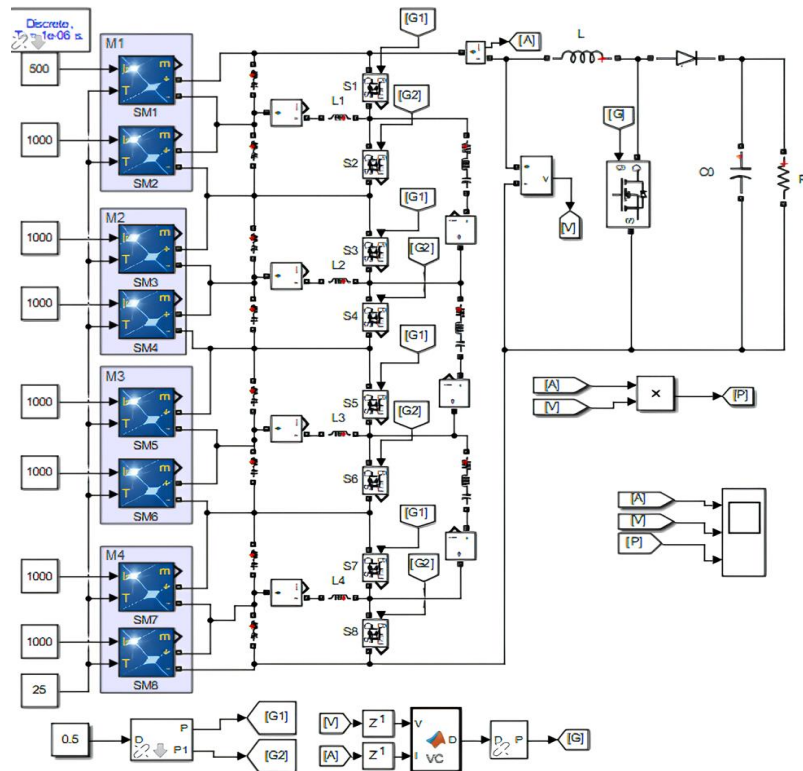 Discrete,
M1
500
m
T
SM1
1000
m
T
SM2
M2
1000
m
T
SM3
1000
m
T
SM4
M3
1000
m
T
SM5
1000
m
T
SM6
M4
1000
m
T
SM7
1000
m
T
SM8
25
[G1]
S1
[G2]
L1
S2
[G1]
S3
[G2]
L2
S4
[G1]
S5
[G2]
L3
S6
[G1]
S7
[G2]
L4
S8
[A]
L
[G]
v
[V]
C0
[A]
[V]
×
[P]
[A]
[V]
[P]
0.5
D
P
P1
[G1]
[G2]
[V]
[A]
Z-1
Z-1
V
I
D
VC
D
P
[G]